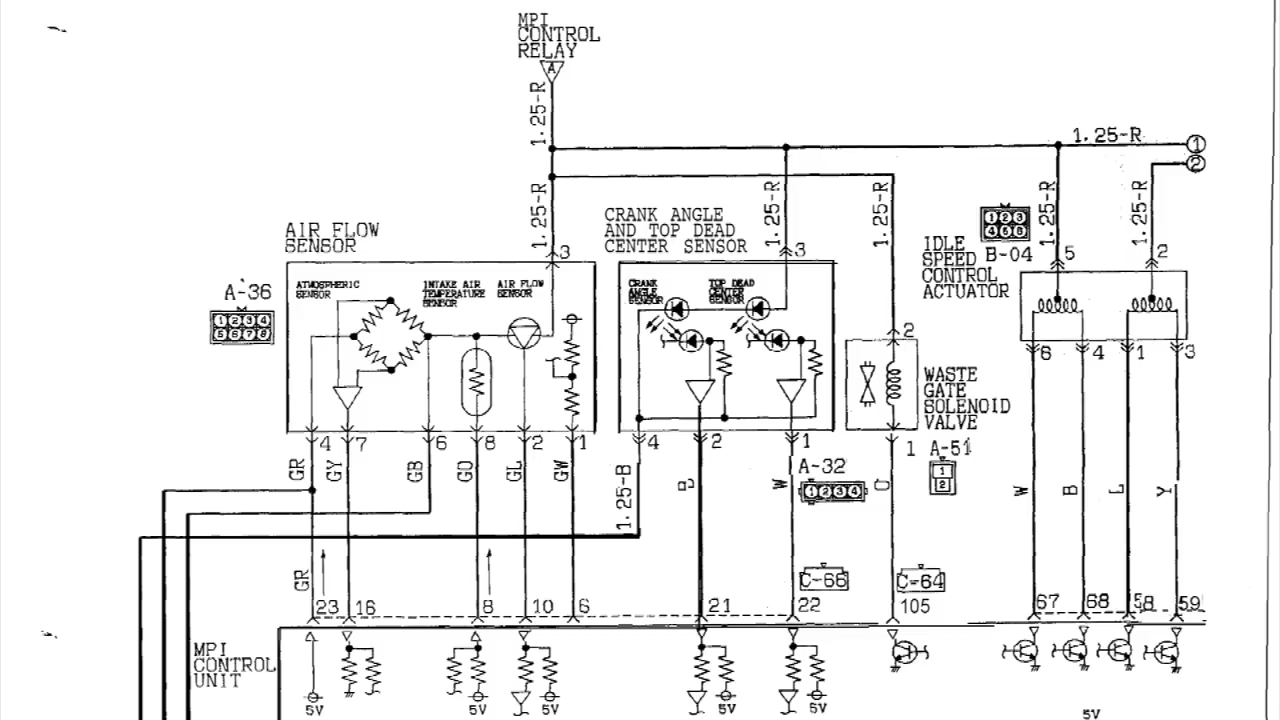 MPI
CONTROL
RELAY
A
1.25-R
1.25-R
1
2
1.25-R
1.25-R
1.25-R
1.25-R
1.25-R
AIR FLOW
SENSOR
3
CRANK ANGLE
AND TOP DEAD
CENTER SENSOR
3
1 2 3
4 5 6
B-04
IDLE
SPEED
CONTROL
ACTUATOR
5
2
A-36
1 2 3 4
5 6 7 8
ATMOSPHERIC
SENSOR
INTAKE AIR
TEMPERATURE
SENSOR
AIR FLOW
SENSOR
CRANK
ANGLE
SENSOR
TOP DEAD
CENTER
SENSOR
2
6
4
1
3
WASTE
GATE
SOLENOID
VALVE
4
7
6
8
2
1
4
2
1
1
A-51
1
2
GR
GY
GB
GO
GL
GW
1.25-B
W
A-32
1 2 3 4
O
W
B
L
Y
GR
C-66
C-64
23
16
8
10
6
21
22
105
67
68
58
59
MPI
CONTROL
UNIT
5V
5V
5V
5V
5V
5V